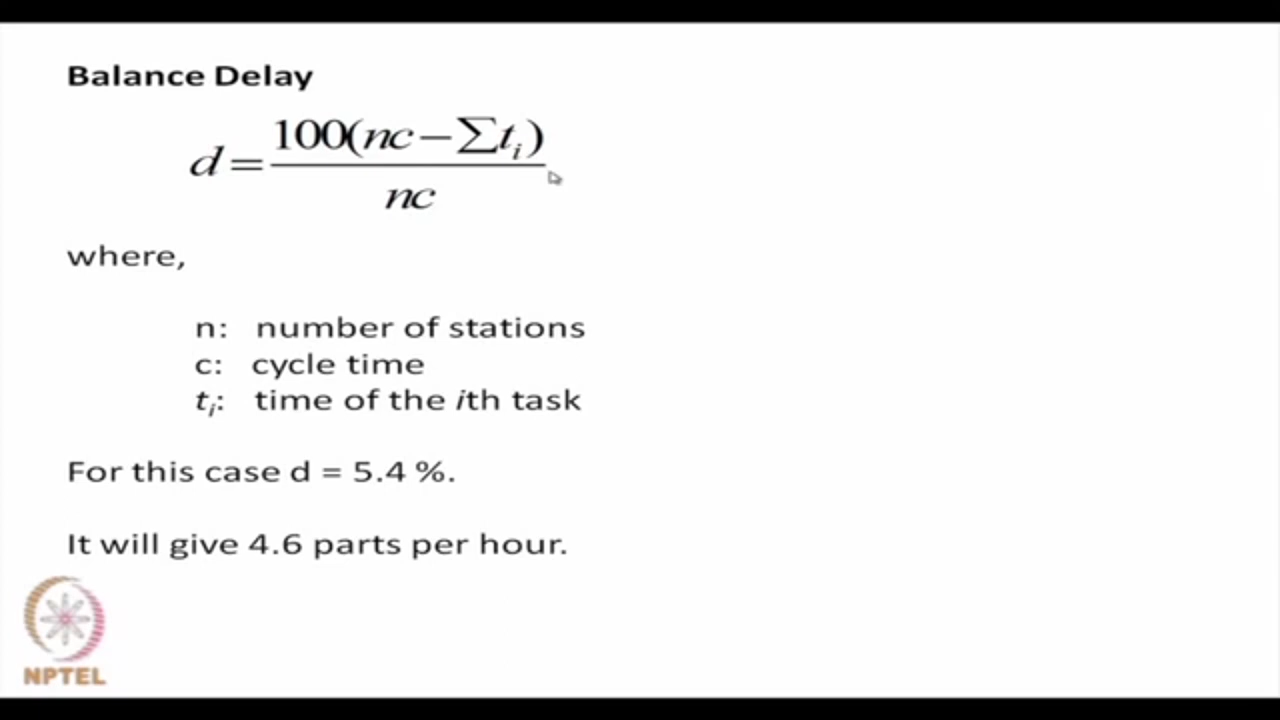 Balance Delay
d = 100(nc − Σtᵢ) / nc
where,
n: number of stations
c: cycle time
tᵢ: time of the ith task
For this case d = 5.4 %.
It will give 4.6 parts per hour.
NPTEL